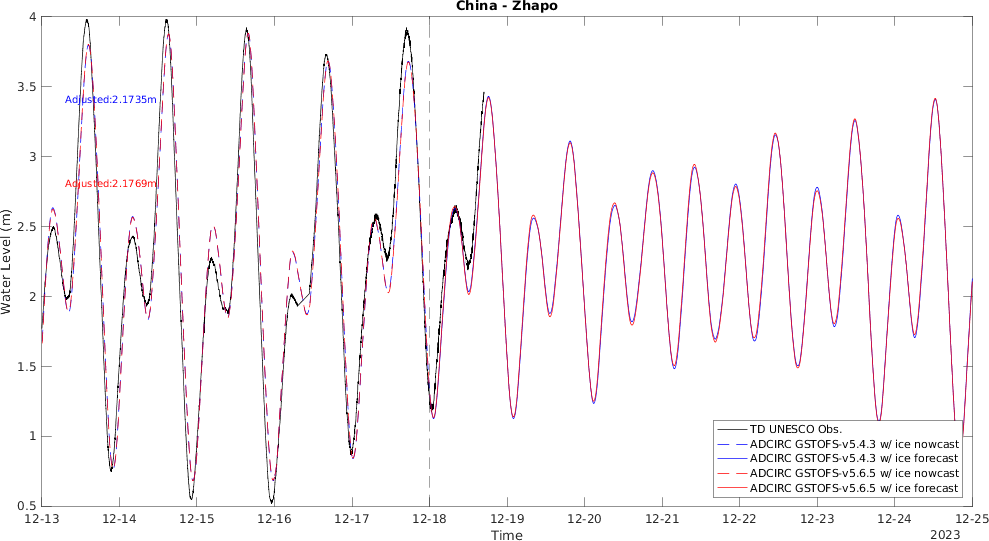 China - Zhapo
4
3.5
3
2.5
2
1.5
1
0.5
Water Level (m)
Adjusted:2.1735m
Adjusted:2.1769m
TD UNESCO Obs.
ADCIRC GSTOFS-v5.4.3 w/ ice nowcast
ADCIRC GSTOFS-v5.4.3 w/ ice forecast
ADCIRC GSTOFS-v5.6.5 w/ ice nowcast
ADCIRC GSTOFS-v5.6.5 w/ ice forecast
12-13 12-14 12-15 12-16 12-17 12-18 12-19 12-20 12-21 12-22 12-23 12-24 12-25
Time
2023